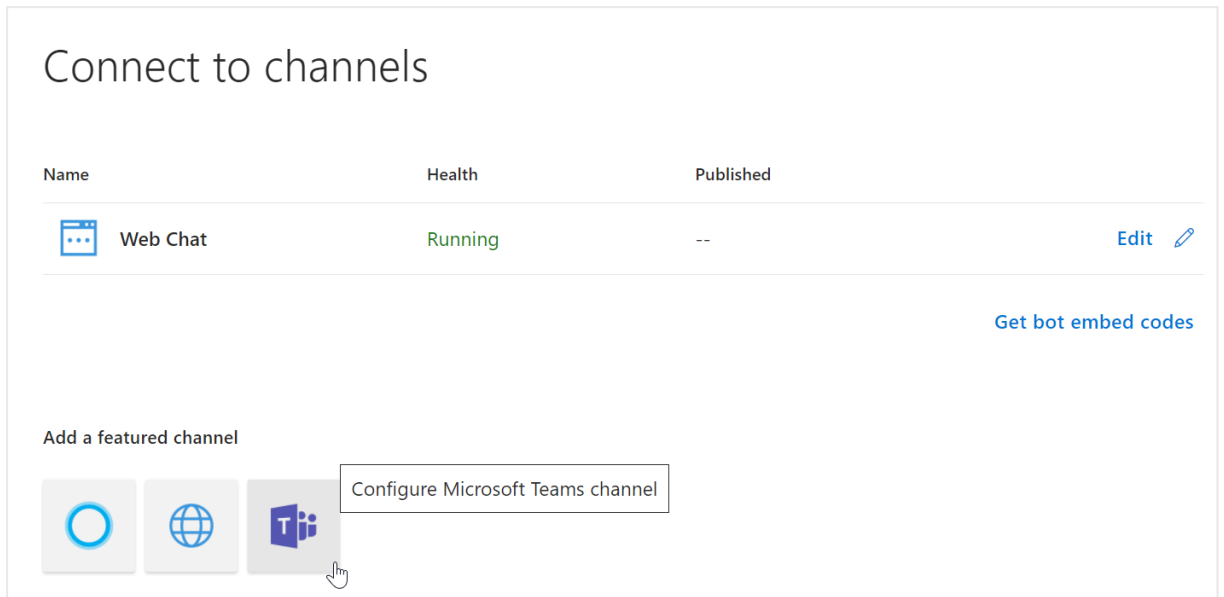 Connect to channels
Name Health Published
Web Chat Running -- Edit
Get bot embed codes
Add a featured channel
Configure Microsoft Teams channel
T